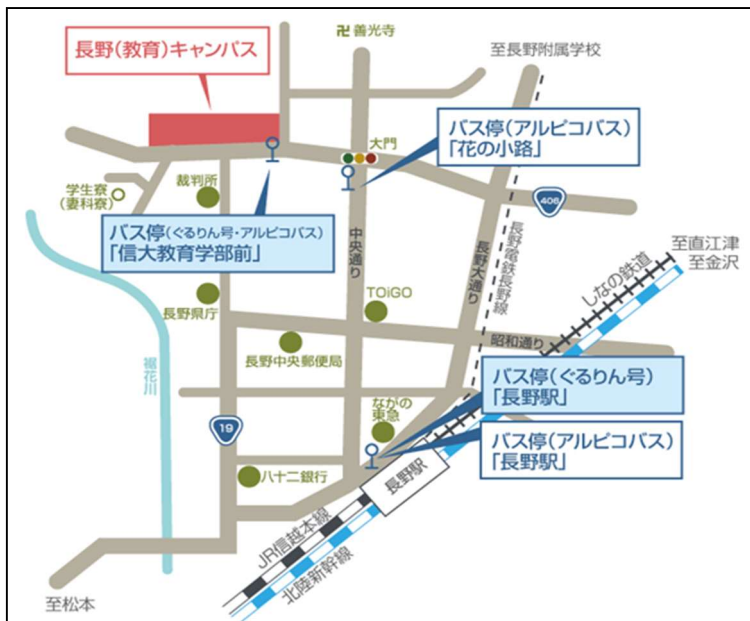 卍善光寺
至長野附属学校
長野(教育)キャンパス
バス停(アルピコバス)
「花の小路」
大門
学生寮
(妻科寮)
裁判所
406
バス停(ぐるりん号・アルピコバス)
「信大教育学部前」
中央通り
長野大通り
長野電鉄長野線
至直江津
至金沢
しなの鉄道
長野県庁
TOiGO
昭和通り
長野中央郵便局
裾花川
バス停(ぐるりん号)
「長野駅」
ながの
東急
19
バス停(アルピコバス)
「長野駅」
八十二銀行
長野駅
JR信越本線
北陸新幹線
至松本